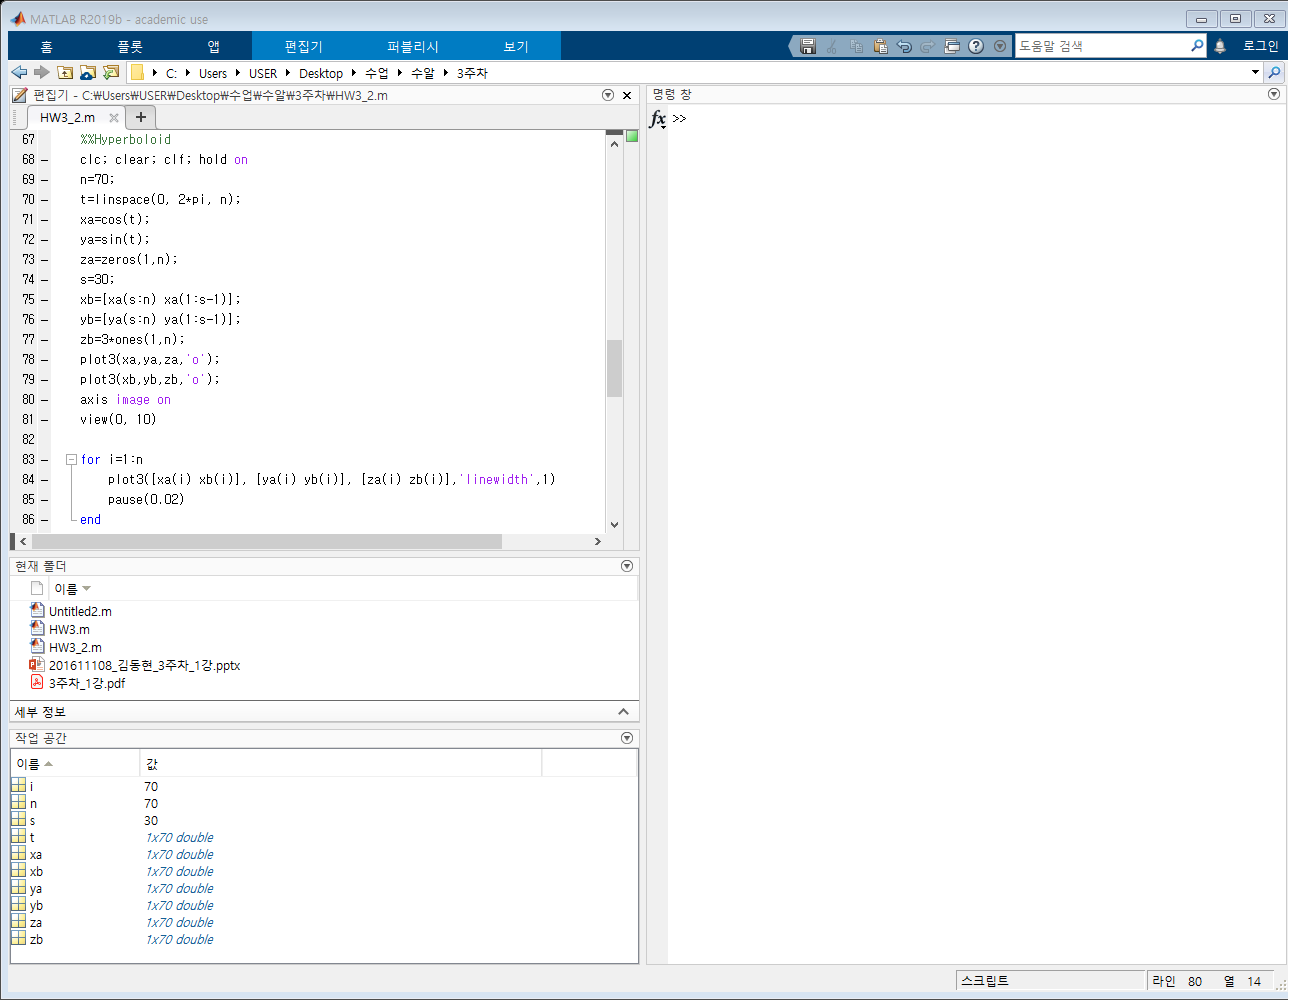 MATLAB R2019b - academic use
홈 플롯 앱 편집기 퍼블리시 보기 도움말 검색 로그인
C: Users USER Desktop 수업 수알 3주차
편집기 - C:₩Users₩USER₩Desktop₩수업₩수알₩3주차₩HW3_2.m
HW3_2.m
67 %%Hyperboloid
68 – clc; clear; clf; hold on
69 – n=70;
70 – t=linspace(0, 2*pi, n);
71 – xa=cos(t);
72 – ya=sin(t);
73 – za=zeros(1,n);
74 – s=30;
75 – xb=[xa(s:n) xa(1:s-1)];
76 – yb=[ya(s:n) ya(1:s-1)];
77 – zb=3*ones(1,n);
78 – plot3(xa,ya,za,'o');
79 – plot3(xb,yb,zb,'o');
80 – axis image on
81 – view(0, 10)
82
83 – for i=1:n
84 – plot3([xa(i) xb(i)], [ya(i) yb(i)], [za(i) zb(i)],'linewidth',1)
85 – pause(0.02)
86 – end
현재 폴더
이름
Untitled2.m
HW3.m
HW3_2.m
201611108_김동현_3주차_1강.pptx
3주차_1강.pdf
세부 정보
작업 공간
이름 값
i 70
n 70
s 30
t 1x70 double
xa 1x70 double
xb 1x70 double
ya 1x70 double
yb 1x70 double
za 1x70 double
zb 1x70 double
명령 창
fx >>
스크립트 라인 80 열 14